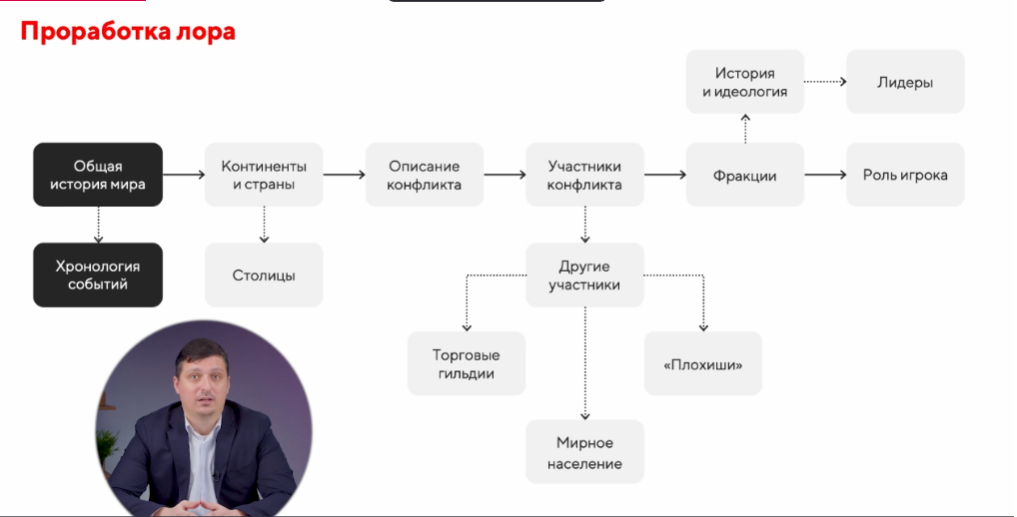 Проработка лора
История
и идеология
Лидеры
Общая
история мира
Континенты
и страны
Описание
конфликта
Участники
конфликта
Фракции
Роль игрока
Хронология
событий
Столицы
Другие
участники
Торговые
гильдии
«Плохиши»
Мирное
население